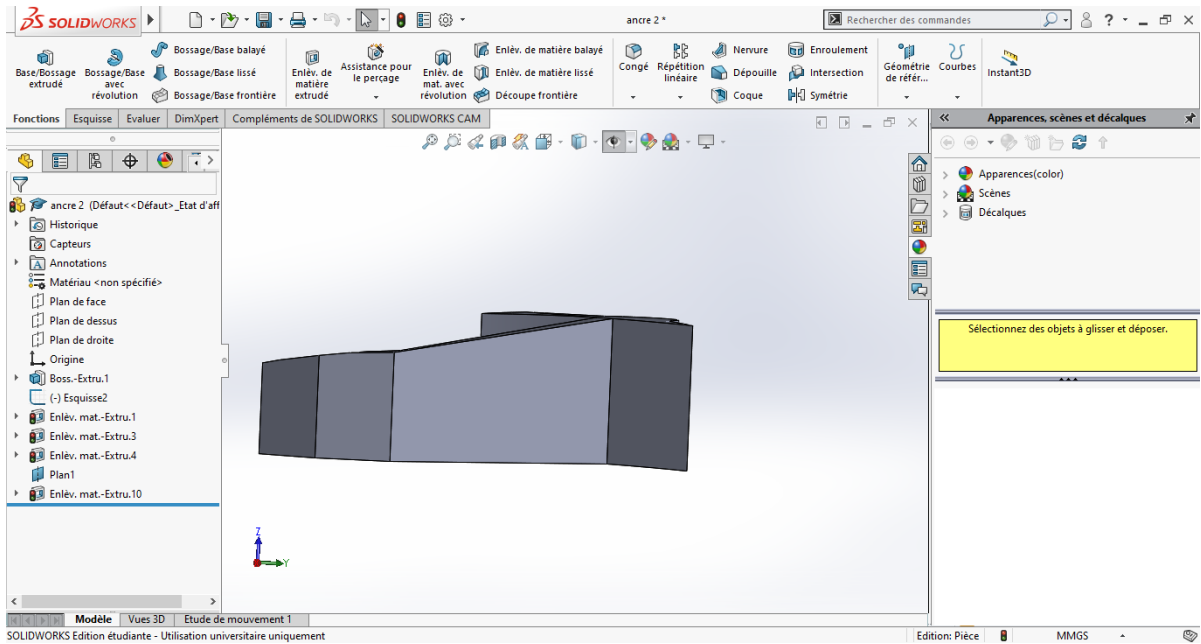 SOLIDWORKS
ancre 2 *
Rechercher des commandes
Base/Bossage
extrudé
Bossage/Base
avec
révolution
Bossage/Base balayé
Bossage/Base lissé
Bossage/Base frontière
Enlèv. de
matière
extrudé
Assistance pour
le perçage
Enlèv. de
mat. avec
révolution
Enlèv. de matière balayé
Enlèv. de matière lissé
Découpe frontière
Congé
Répétition
linéaire
Nervure
Dépouille
Coque
Enroulement
Intersection
Symétrie
Géométrie
de référ...
Courbes
Instant3D
Fonctions
Esquisse
Evaluer
DimXpert
Compléments de SOLIDWORKS
SOLIDWORKS CAM
ancre 2 (Défaut<<Défaut>_Etat d'aff
Historique
Capteurs
Annotations
Matériau <non spécifié>
Plan de face
Plan de dessus
Plan de droite
Origine
Boss.-Extru.1
(-) Esquisse2
Enlèv. mat.-Extru.1
Enlèv. mat.-Extru.3
Enlèv. mat.-Extru.4
Plan1
Enlèv. mat.-Extru.10
Z
Y
Apparences, scènes et décalques
Apparences(color)
Scènes
Décalques
Sélectionnez des objets à glisser et déposer.
Modèle
Vues 3D
Etude de mouvement 1
SOLIDWORKS Edition étudiante - Utilisation universitaire uniquement
Edition: Pièce
MMGS